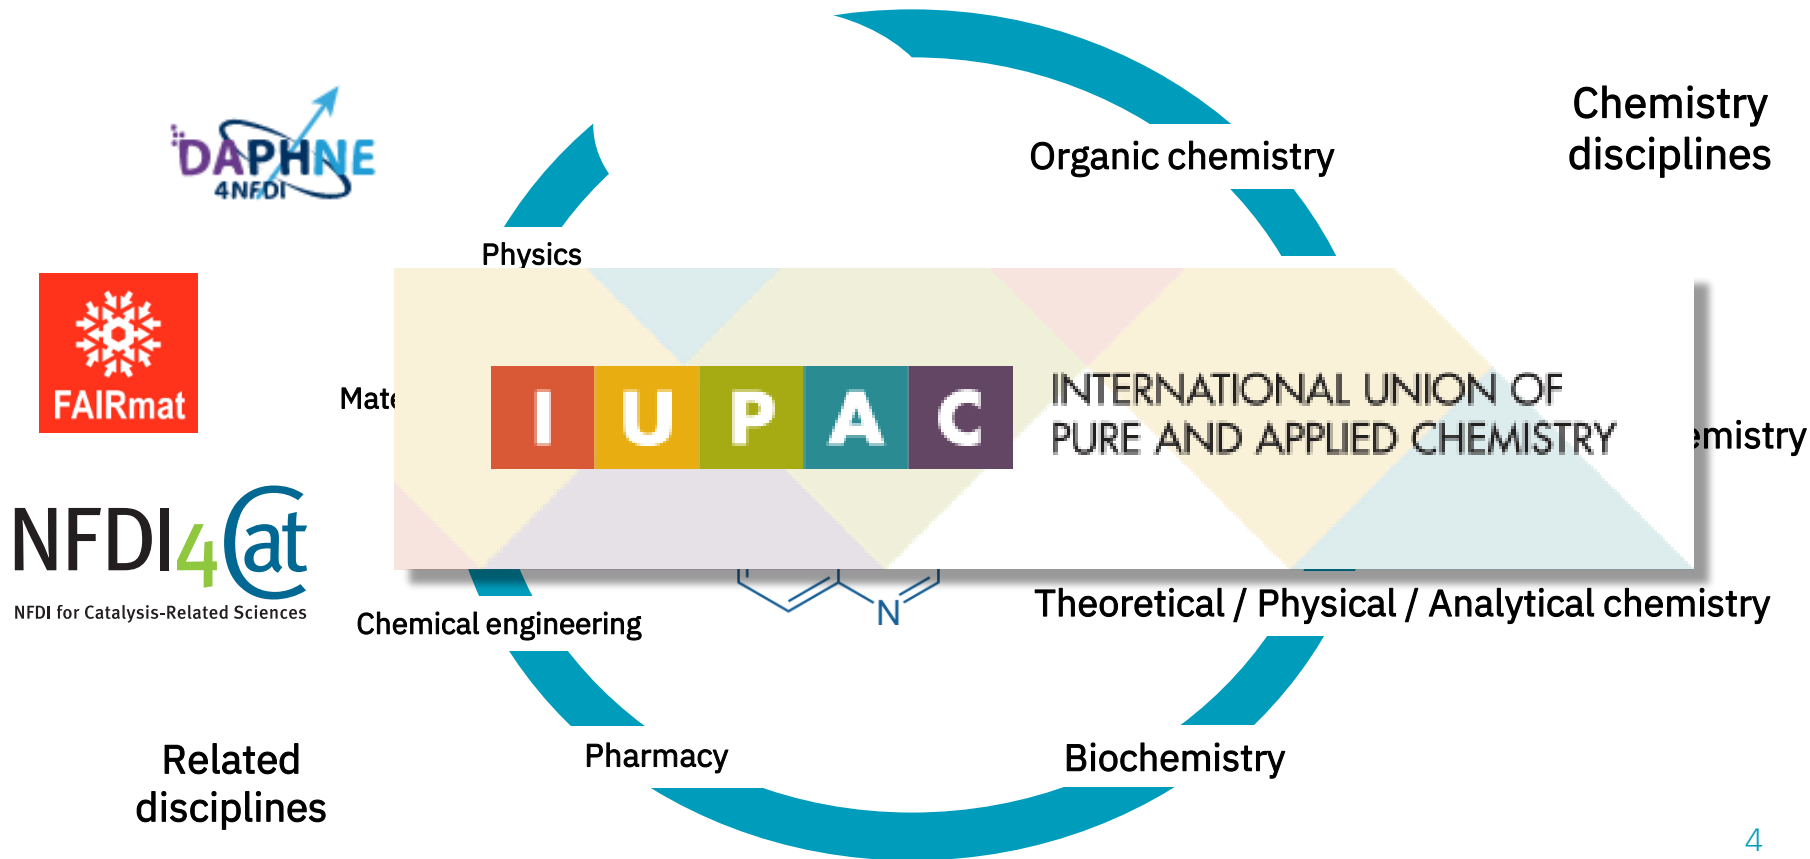 Chemistry
disciplines
DAPHNE
4NFDI
Organic chemistry
Physics
FAIRmat
IUPAC
INTERNATIONAL UNION OF
PURE AND APPLIED CHEMISTRY
NFDI4Cat
NFDI for Catalysis-Related Sciences
N
Theoretical / Physical / Analytical chemistry
Chemical engineering
Pharmacy
Biochemistry
Related
disciplines
4